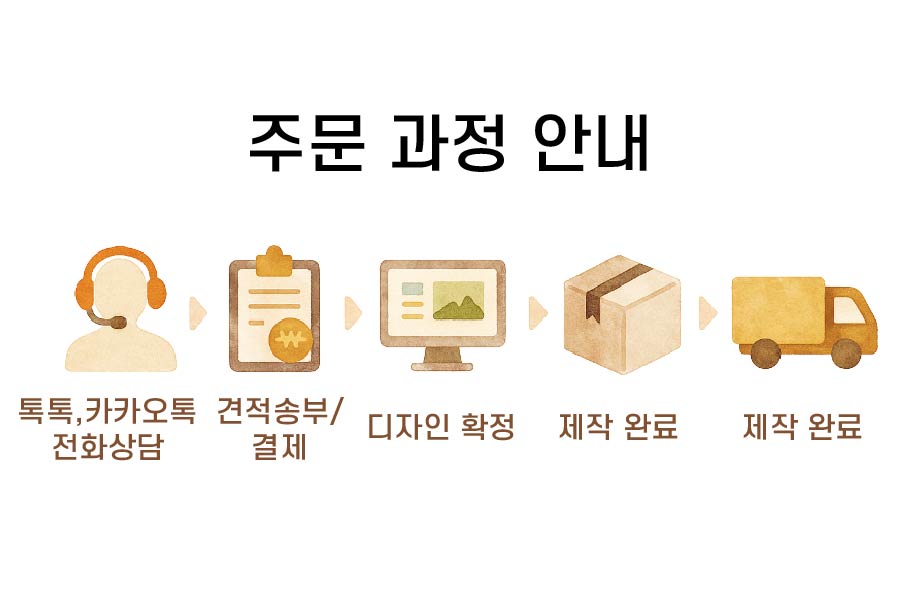 주문 과정 안내
톡톡,카카오톡
전화상담
견적송부/
결제
디자인 확정
제작 완료
제작 완료